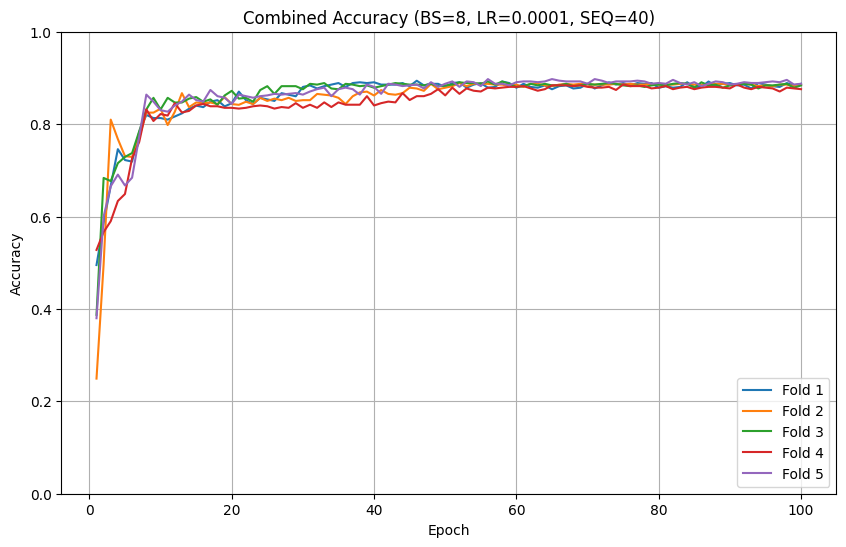 Combined Accuracy (BS=8, LR=0.0001, SEQ=40)
1.0
0.8
0.6
0.4
0.2
0.0
Accuracy
0
20
40
60
80
100
Epoch
Fold 1
Fold 2
Fold 3
Fold 4
Fold 5